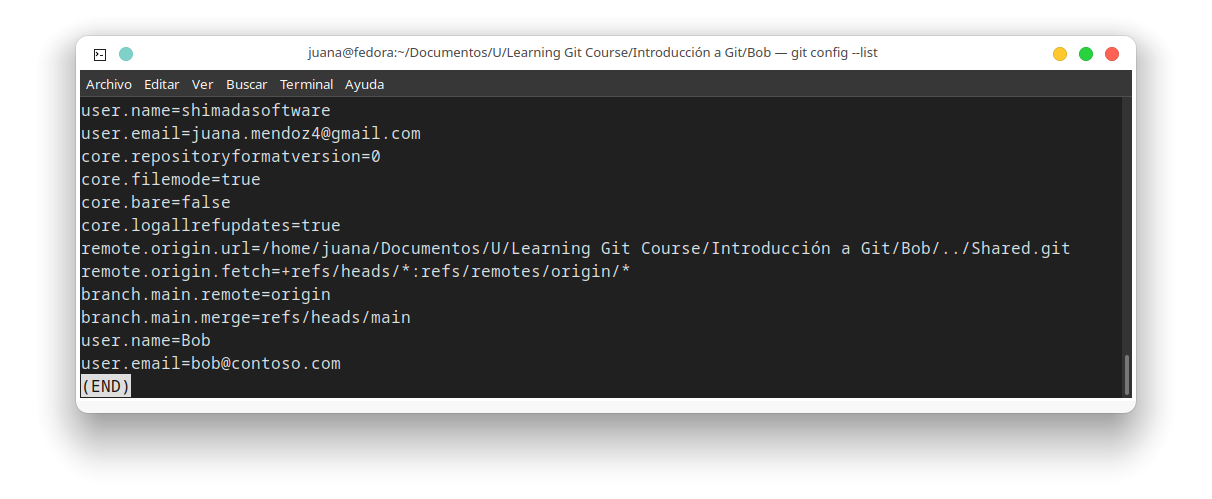 juana@fedora:~/Documentos/U/Learning Git Course/Introducción a Git/Bob — git config --list
Archivo Editar Ver Buscar Terminal Ayuda
user.name=shimadasoftware
user.email=juana.mendoz4@gmail.com
core.repositoryformatversion=0
core.filemode=true
core.bare=false
core.logallrefupdates=true
remote.origin.url=/home/juana/Documentos/U/Learning Git Course/Introducción a Git/Bob/../Shared.git
remote.origin.fetch=+refs/heads/*:refs/remotes/origin/*
branch.main.remote=origin
branch.main.merge=refs/heads/main
user.name=Bob
user.email=bob@contoso.com
(END)